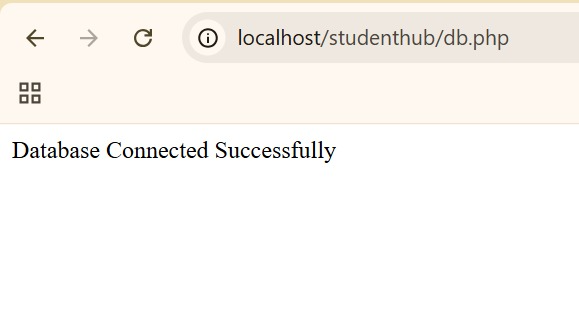 localhost/studenthub/db.php
Database Connected Successfully